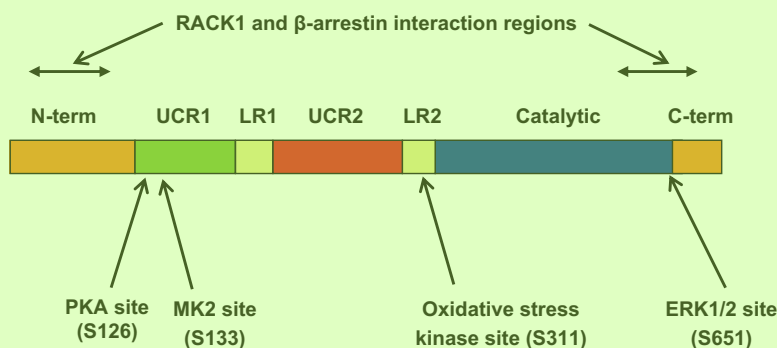 RACK1 and β-arrestin interaction regions
N-term UCR1 LR1 UCR2 LR2 Catalytic C-term
PKA site
(S126)
MK2 site
(S133)
Oxidative stress
kinase site (S311)
ERK1/2 site
(S651)